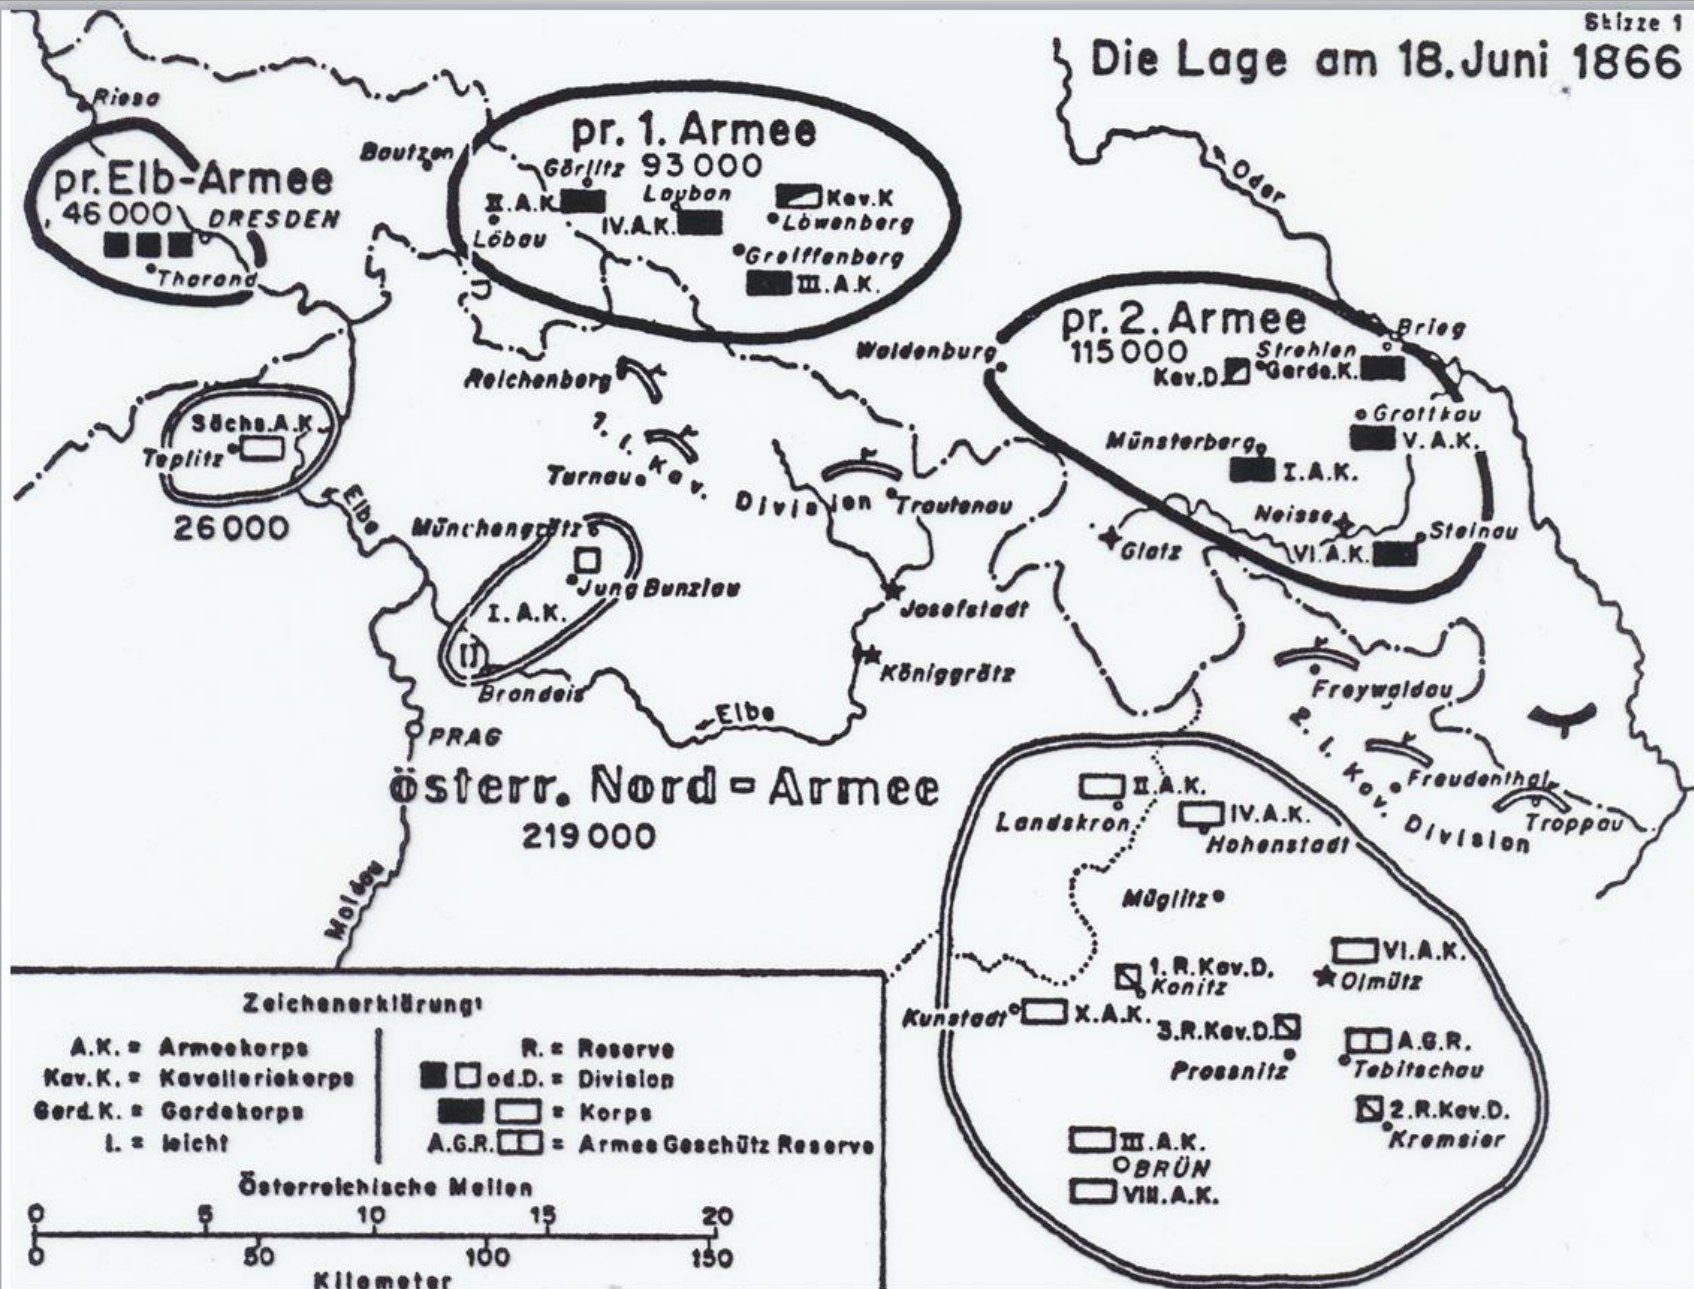 Skizze 1
Die Lage am 18. Juni 1866
Riesa
pr. Elb-Armee
46 000
DRESDEN
Tharand
Bautzen
pr. 1. Armee
93 000
Görlitz
II. A.K.
Löbau
Lauban
IV. A.K.
Kav. K
Löwenberg
Greiffenberg
III. A.K.
Oder
pr. 2. Armee
115 000
Waldenburg
Brieg
Strehlen
Kav. D.
Garde. K.
Grottkau
V. A.K.
Münsterberg
I. A.K.
Neisse
Steinau
VI. A.K.
Glatz
Reichenberg
1. l. Kav. Division
Turnau
Trautenau
Sächs. A.K.
Teplitz
26 000
Elbe
Münchengrätz
Jung Bunzlau
I. A.K.
Brandeis
Josefstadt
Königgrätz
Elbe
PRAG
österr. Nord-Armee
219 000
Moldau
Freywaldau
2. l. Kav. Division
Freudenthal
Troppau
II. A.K.
Landskron
IV. A.K.
Hohenstadt
Müglitz
VI. A.K.
Olmütz
1. R. Kav. D.
Konitz
Kunstadt
X. A.K.
3. R. Kav. D.
Prossnitz
A.G.R.
Tobitschau
2. R. Kav. D.
Kremsier
III. A.K.
BRÜN
VIII. A.K.
Zeichenerklärung:
A.K. = Armeekorps
Kav. K. = Kavalleriekorps
Gard. K. = Gardekorps
l. = leicht
R. = Reserve
od. D. = Division
= Korps
A.G.R. = Armee Geschütz Reserve
Österreichische Meilen
0 5 10 15 20
0 50 100 150
Kilometer